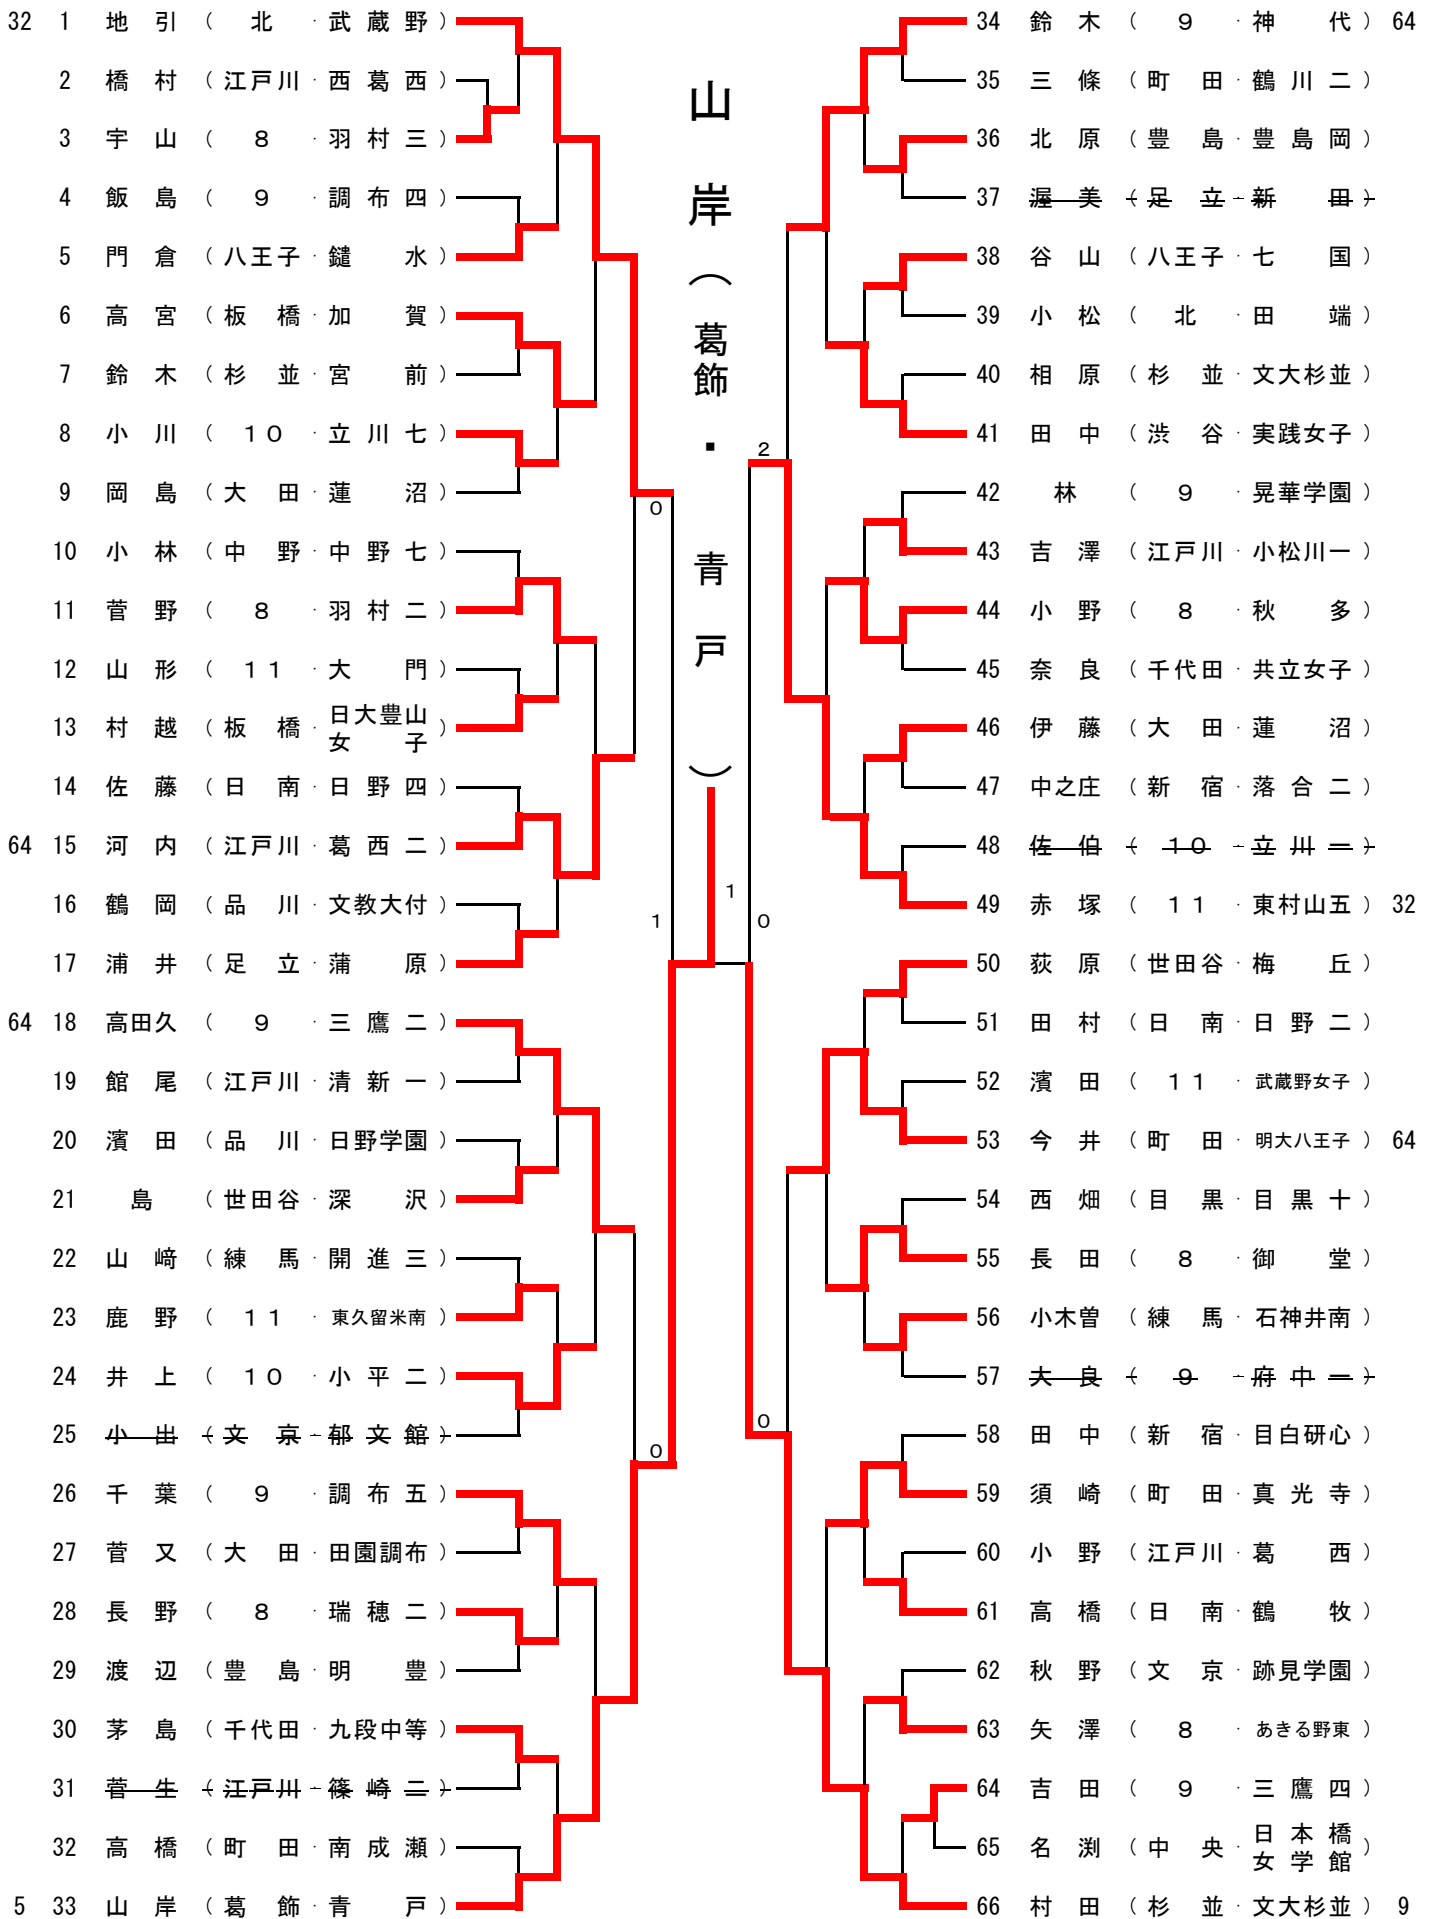 32 1 地引 ( 北 ・ 武蔵野 )
2 橋村 ( 江戸川 ・ 西葛西 )
3 宇山 ( 8 ・ 羽村三 )
4 飯島 ( 9 ・ 調布四 )
5 門倉 ( 八王子 ・ 鑓水 )
6 高宮 ( 板橋 ・ 加賀 )
7 鈴木 ( 杉並 ・ 宮前 )
8 小川 ( 10 ・ 立川七 )
9 岡島 ( 大田 ・ 蓮沼 )
10 小林 ( 中野 ・ 中野七 )
11 菅野 ( 8 ・ 羽村二 )
12 山形 ( 11 ・ 大門 )
13 村越 ( 板橋 ・ 日大豊山女子 )
14 佐藤 ( 日南 ・ 日野四 )
64 15 河内 ( 江戸川 ・ 葛西二 )
16 鶴岡 ( 品川 ・ 文教大付 )
17 浦井 ( 足立 ・ 蒲原 )
64 18 高田久 ( 9 ・ 三鷹二 )
19 館尾 ( 江戸川 ・ 清新一 )
20 濱田 ( 品川 ・ 日野学園 )
21 島 ( 世田谷 ・ 深沢 )
22 山﨑 ( 練馬 ・ 開進三 )
23 鹿野 ( 11 ・ 東久留米南 )
24 井上 ( 10 ・ 小平二 )
25 小出 ( 文京 ・ 郁文館 )
26 千葉 ( 9 ・ 調布五 )
27 菅又 ( 大田 ・ 田園調布 )
28 長野 ( 8 ・ 瑞穂二 )
29 渡辺 ( 豊島 ・ 明豊 )
30 茅島 ( 千代田 ・ 九段中等 )
31 菅生 ( 江戸川 ・ 篠崎二 )
32 高橋 ( 町田 ・ 南成瀬 )
5 33 山岸 ( 葛飾 ・ 青戸 )
山岸(葛飾・青戸)
0
1
0
1
2
0
0
34 鈴木 ( 9 ・ 神代 ) 64
35 三條 ( 町田 ・ 鶴川二 )
36 北原 ( 豊島 ・ 豊島岡 )
37 渥美 ( 足立 ・ 新田 )
38 谷山 ( 八王子 ・ 七国 )
39 小松 ( 北 ・ 田端 )
40 相原 ( 杉並 ・ 文大杉並 )
41 田中 ( 渋谷 ・ 実践女子 )
42 林 ( 9 ・ 晃華学園 )
43 吉澤 ( 江戸川 ・ 小松川一 )
44 小野 ( 8 ・ 秋多 )
45 奈良 ( 千代田 ・ 共立女子 )
46 伊藤 ( 大田 ・ 蓮沼 )
47 中之庄 ( 新宿 ・ 落合二 )
48 佐伯 ( 10 ・ 立川一 )
49 赤塚 ( 11 ・ 東村山五 ) 32
50 荻原 ( 世田谷 ・ 梅丘 )
51 田村 ( 日南 ・ 日野二 )
52 濱田 ( 11 ・ 武蔵野女子 )
53 今井 ( 町田 ・ 明大八王子 ) 64
54 西畑 ( 目黒 ・ 目黒十 )
55 長田 ( 8 ・ 御堂 )
56 小木曽 ( 練馬 ・ 石神井南 )
57 大良 ( 9 ・ 府中一 )
58 田中 ( 新宿 ・ 目白研心 )
59 須崎 ( 町田 ・ 真光寺 )
60 小野 ( 江戸川 ・ 葛西 )
61 高橋 ( 日南 ・ 鶴牧 )
62 秋野 ( 文京 ・ 跡見学園 )
63 矢澤 ( 8 ・ あきる野東 )
64 吉田 ( 9 ・ 三鷹四 )
65 名渕 ( 中央 ・ 日本橋女学館 )
66 村田 ( 杉並 ・ 文大杉並 ) 9